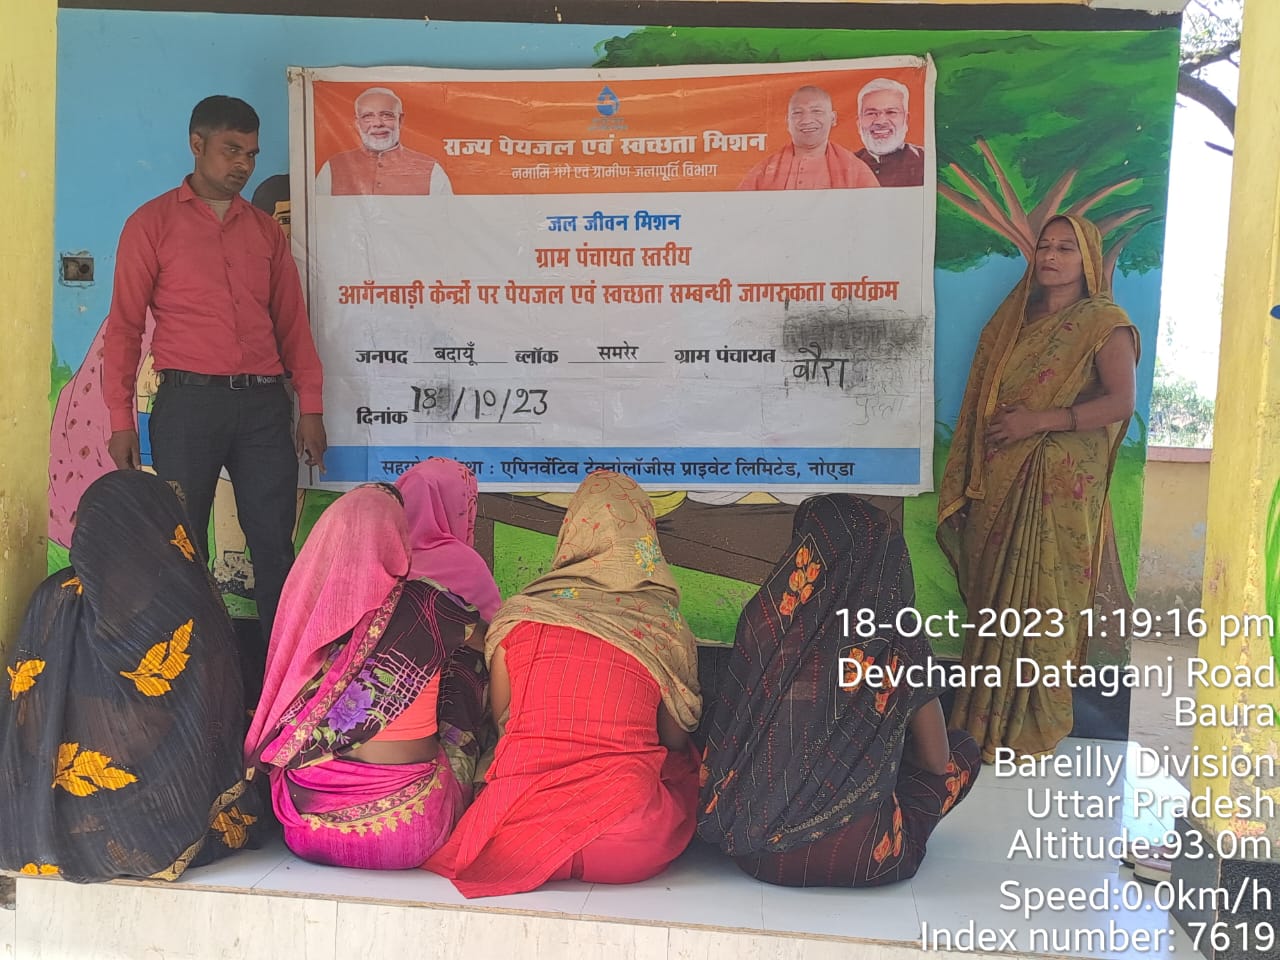 राज्य पेयजल एवं स्वच्छता मिशन
नमामि गंगे एवं ग्रामीण जलापूर्ति विभाग
जल जीवन मिशन
ग्राम पंचायत स्तरीय
आगॅनबाड़ी केन्द्रों पर पेयजल एवं स्वच्छता सम्बन्धी जागरुकता कार्यक्रम
जनपद बदायूँ ब्लॉक समरेर ग्राम पंचायत बौरा
दिनांक 18/10/23
: एपिनर्वेटिव टेक्नोलॉजीस प्राइवेट लिमिटेड, नोएडा
18-Oct-2023 1:19:16 pm
Devchara Dataganj Road
Baura
Bareilly Division
Uttar Pradesh
Altitude:93.0m
Speed:0.0km/h
Index number: 7619